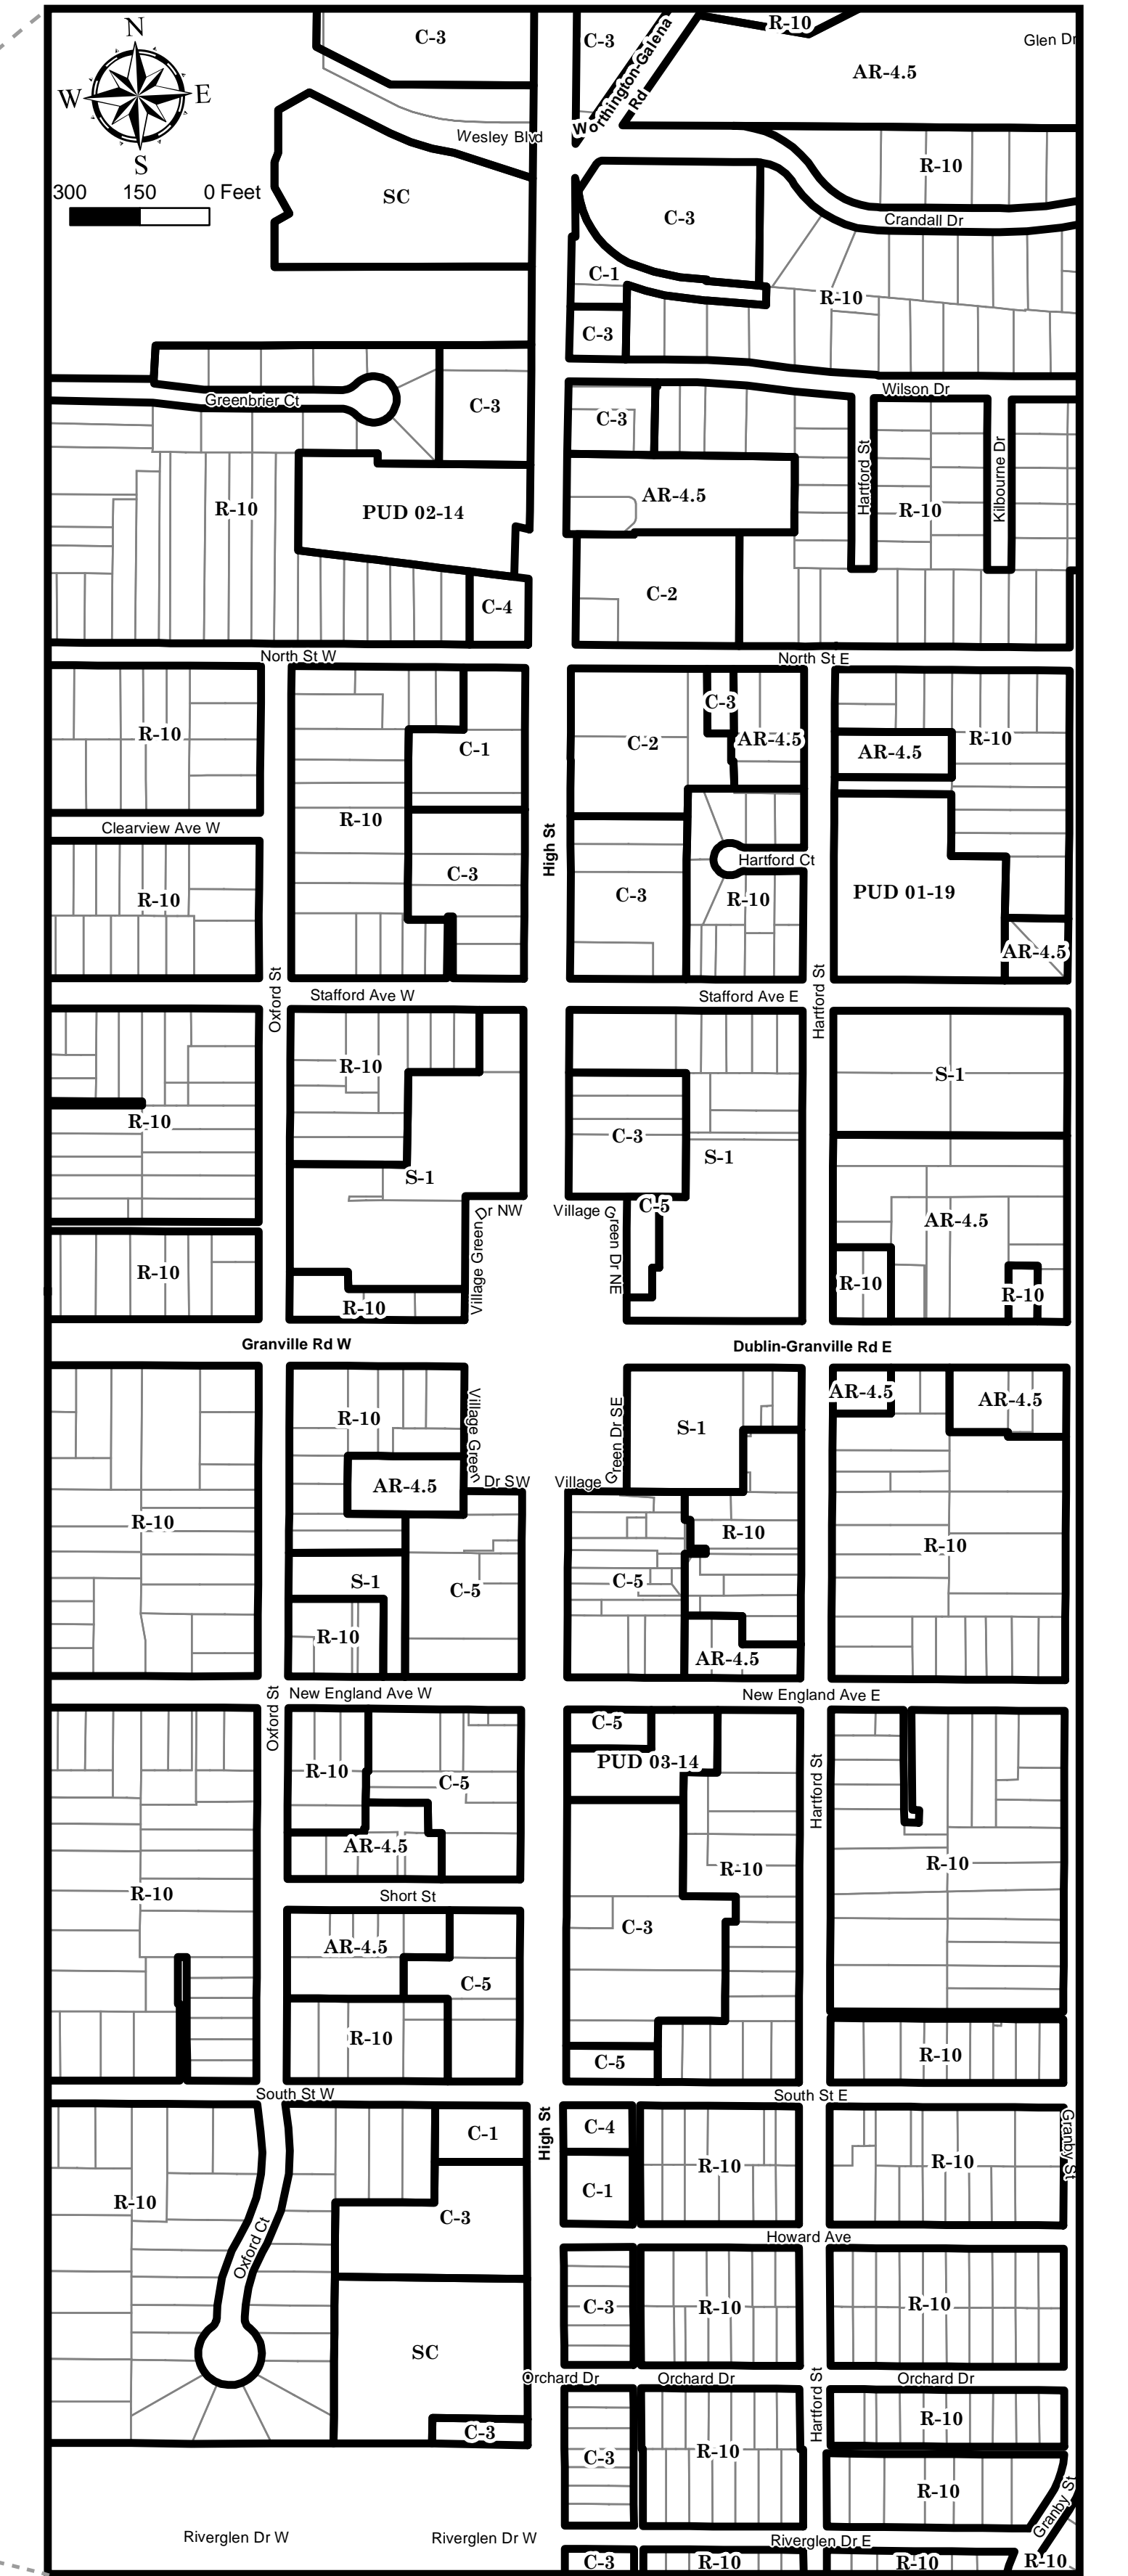 N
W E
S
300 150 0 Feet
C-3
C-3
R-10
Glen Dr
Worthington-Galena
Rd
AR-4.5
Wesley Blvd
R-10
SC
C-3
Crandall Dr
C-1
R-10
C-3
Wilson Dr
Greenbrier Ct
C-3
C-3
Hartford St
Kilbourne Dr
AR-4.5
R-10
PUD 02-14
R-10
C-2
C-4
North St W
North St E
C-3
R-10
C-1
C-2
AR-4.5
AR-4.5
R-10
R-10
Clearview Ave W
High St
Hartford Ct
C-3
R-10
C-3
R-10
PUD 01-19
AR-4.5
Oxford St
Stafford Ave W
Stafford Ave E
Hartford St
R-10
S-1
R-10
C-3
S-1
S-1
C-5
Village Green Dr NW
Village Green Dr NE
AR-4.5
R-10
R-10
R-10
R-10
Granville Rd W
Dublin-Granville Rd E
AR-4.5
AR-4.5
R-10
S-1
Village Green Dr SW
Village Green Dr SE
AR-4.5
R-10
R-10
R-10
S-1
C-5
C-5
R-10
AR-4.5
Oxford St
New England Ave W
New England Ave E
C-5
PUD 03-14
R-10
C-5
Hartford St
AR-4.5
R-10
R-10
R-10
Short St
C-3
AR-4.5
C-5
R-10
C-5
R-10
South St W
South St E
High St
C-1
C-4
Granby St
R-10
R-10
C-1
R-10
C-3
Oxford Ct
Howard Ave
C-3
R-10
R-10
SC
Orchard Dr
Orchard Dr
Orchard Dr
Hartford St
C-3
R-10
C-3
R-10
R-10
Granby St
Riverglen Dr W
Riverglen Dr W
Riverglen Dr E
C-3
R-10
R-10
R-10